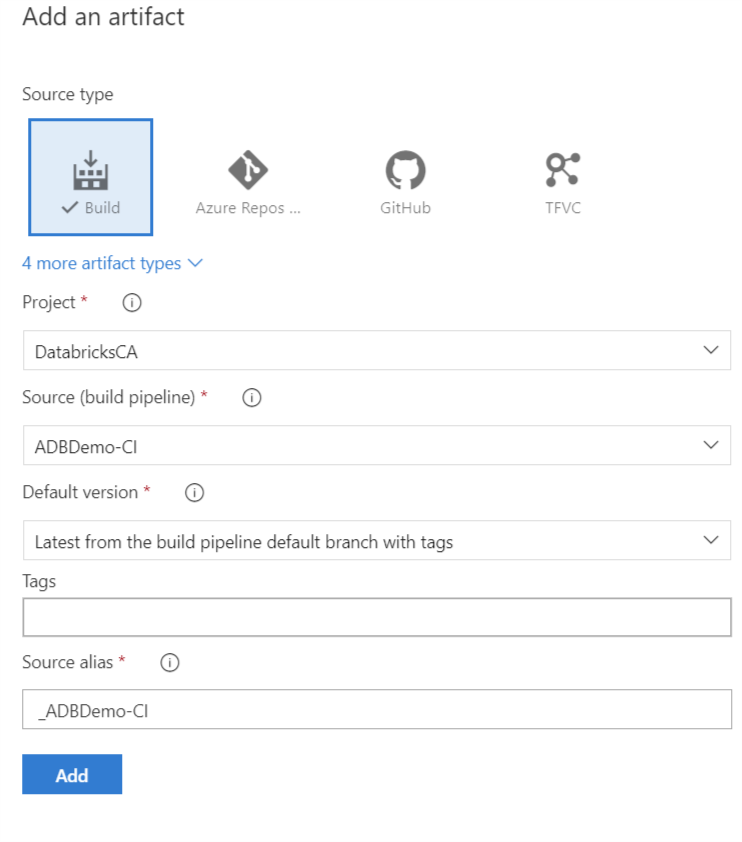 Add an artifact
Source type
Build
Azure Repos ...
GitHub
TFVC
4 more artifact types
Project *
DatabricksCA
Source (build pipeline) *
ADBDemo-CI
Default version *
Latest from the build pipeline default branch with tags
Tags
Source alias *
_ADBDemo-CI
Add